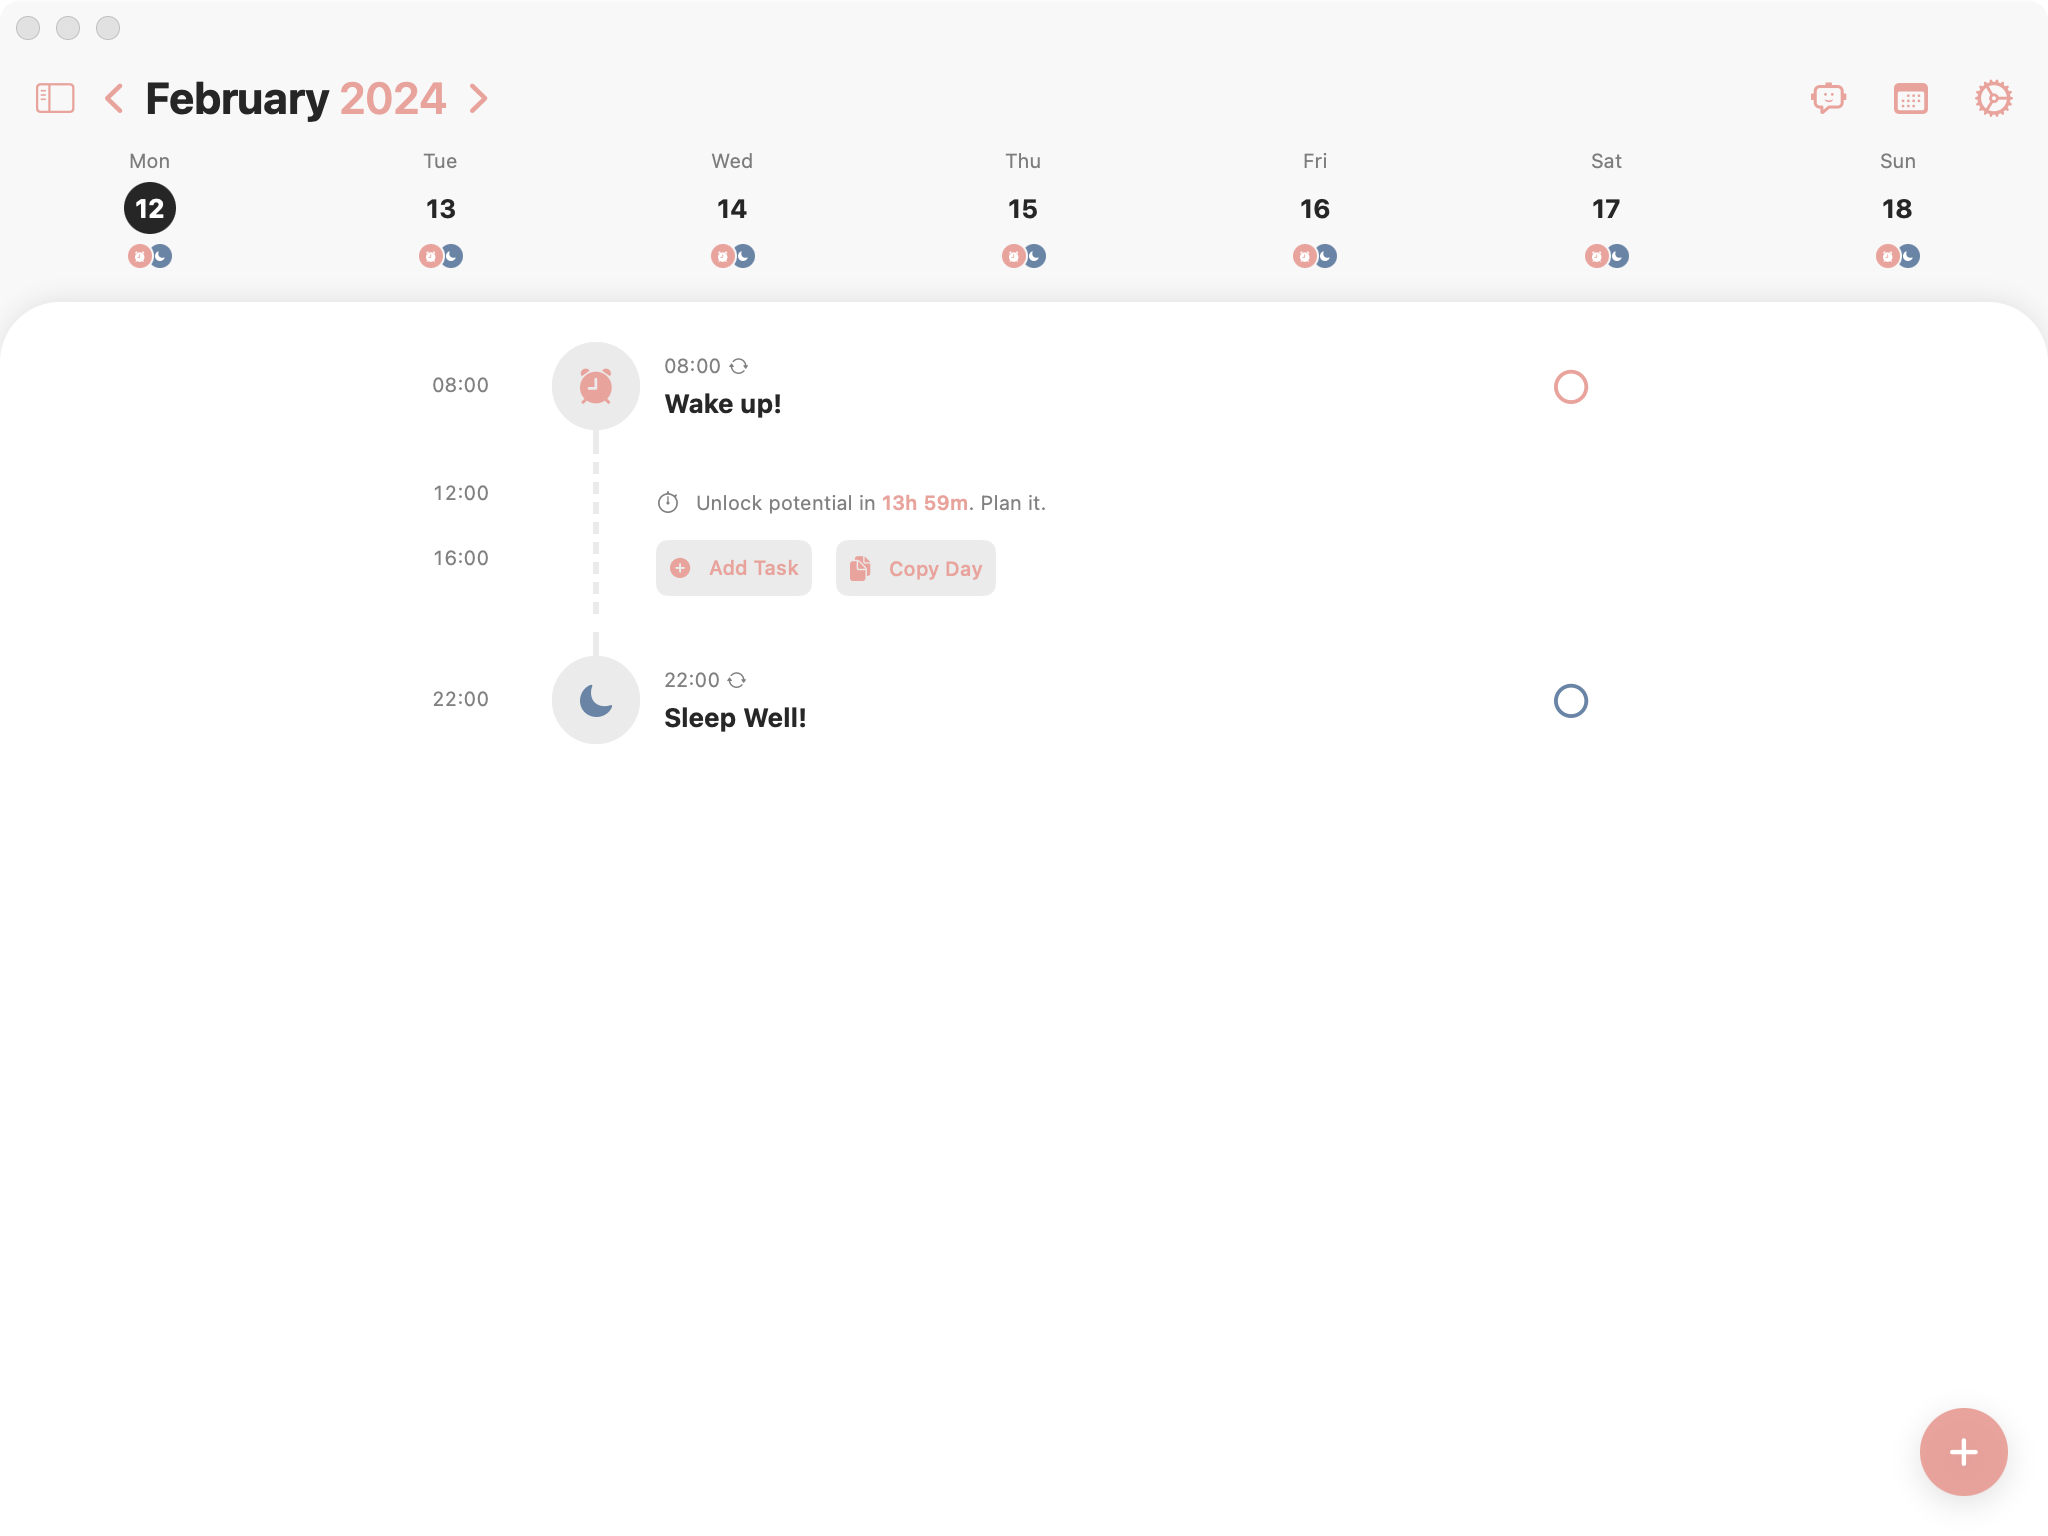 February 2024
Mon Tue Wed Thu Fri Sat Sun
12 13 14 15 16 17 18
08:00
08:00
Wake up!
12:00
Unlock potential in 13h 59m. Plan it.
16:00
Add Task Copy Day
22:00
22:00
Sleep Well!